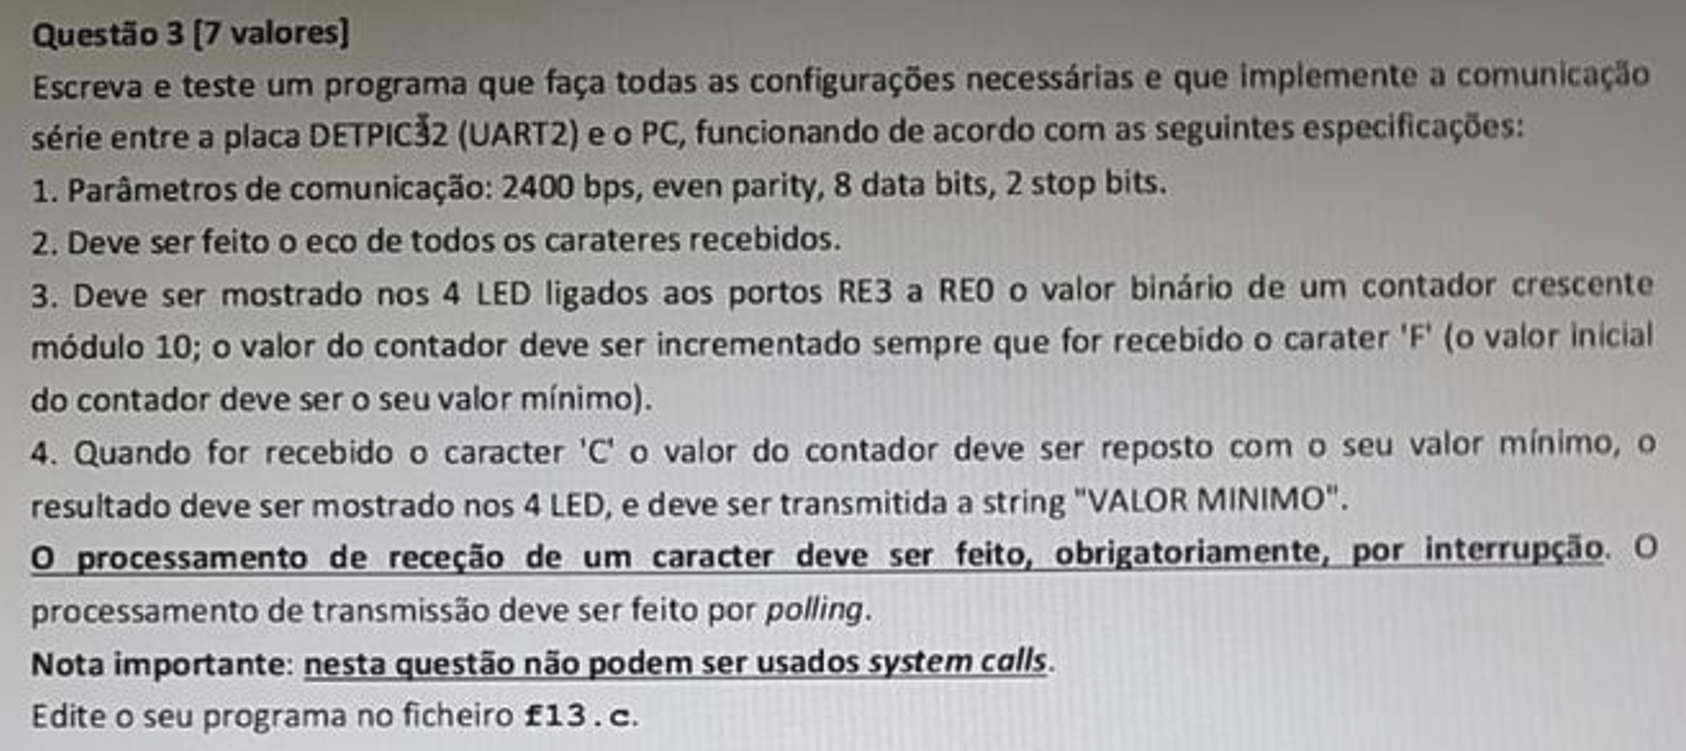 Questão 3 [7 valores]
Escreva e teste um programa que faça todas as configurações necessárias e que implemente a comunicação
série entre a placa DETPIC32 (UART2) e o PC, funcionando de acordo com as seguintes especificações:
1. Parâmetros de comunicação: 2400 bps, even parity, 8 data bits, 2 stop bits.
2. Deve ser feito o eco de todos os carateres recebidos.
3. Deve ser mostrado nos 4 LED ligados aos portos RE3 a RE0 o valor binário de um contador crescente
módulo 10; o valor do contador deve ser incrementado sempre que for recebido o carater 'F' (o valor inicial
do contador deve ser o seu valor mínimo).
4. Quando for recebido o caracter 'C' o valor do contador deve ser reposto com o seu valor mínimo, o
resultado deve ser mostrado nos 4 LED, e deve ser transmitida a string "VALOR MINIMO".
O processamento de receção de um caracter deve ser feito, obrigatoriamente, por interrupção. O
processamento de transmissão deve ser feito por polling.
Nota importante: nesta questão não podem ser usados system calls.
Edite o seu programa no ficheiro f13.c.